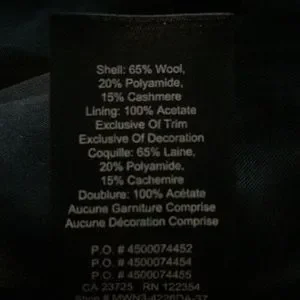 Shell: 65% Wool,
20% Polyamide,
15% Cashmere
Lining: 100% Acetate
Exclusive Of Trim
Exclusive Of Decoration
Coquille: 65% Laine,
20% Polyamide,
15% Cachemire
Doublure: 100% Acétate
Aucune Garniture Comprise
Aucune Décoration Comprise
P.O. # 4500074452
P.O. # 4500074454
P.O. # 4500074455
CA 23725 RN 122354